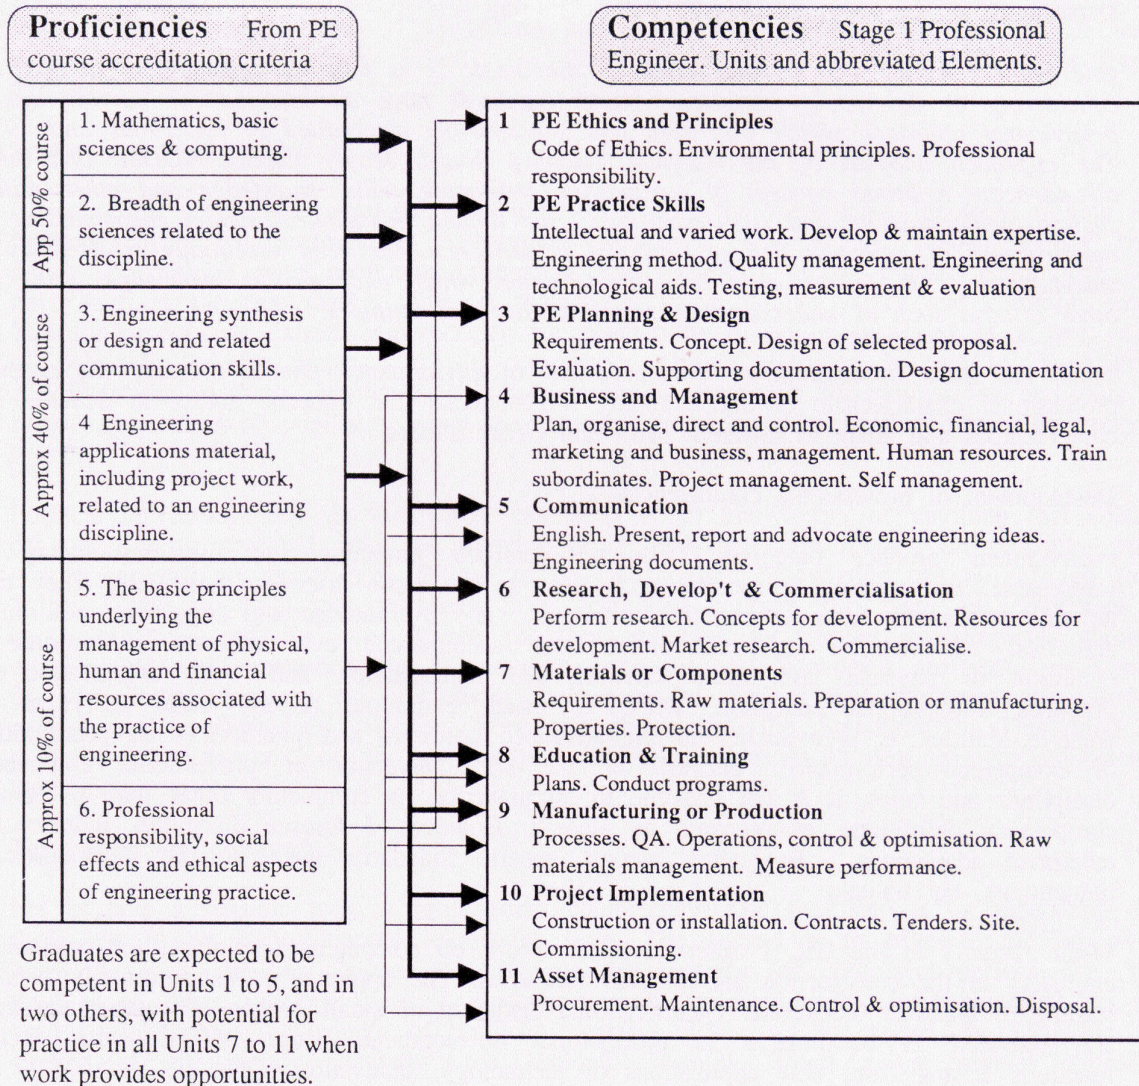 Proficiencies From PE
course accreditation criteria
App 50% course
1. Mathematics, basic
sciences & computing.
2. Breadth of engineering
sciences related to the
discipline.
Approx 40% of course
3. Engineering synthesis
or design and related
communication skills.
4 Engineering
applications material,
including project work,
related to an engineering
discipline.
Approx 10% of course
5. The basic principles
underlying the
management of physical,
human and financial
resources associated with
the practice of
engineering.
6. Professional
responsibility, social
effects and ethical aspects
of engineering practice.
Graduates are expected to be
competent in Units 1 to 5, and in
two others, with potential for
practice in all Units 7 to 11 when
work provides opportunities.
Competencies Stage 1 Professional
Engineer. Units and abbreviated Elements.
1 PE Ethics and Principles
Code of Ethics. Environmental principles. Professional
responsibility.
2 PE Practice Skills
Intellectual and varied work. Develop & maintain expertise.
Engineering method. Quality management. Engineering and
technological aids. Testing, measurement & evaluation
3 PE Planning & Design
Requirements. Concept. Design of selected proposal.
Evaluation. Supporting documentation. Design documentation
4 Business and Management
Plan, organise, direct and control. Economic, financial, legal,
marketing and business, management. Human resources. Train
subordinates. Project management. Self management.
5 Communication
English. Present, report and advocate engineering ideas.
Engineering documents.
6 Research, Develop't & Commercialisation
Perform research. Concepts for development. Resources for
development. Market research. Commercialise.
7 Materials or Components
Requirements. Raw materials. Preparation or manufacturing.
Properties. Protection.
8 Education & Training
Plans. Conduct programs.
9 Manufacturing or Production
Processes. QA. Operations, control & optimisation. Raw
materials management. Measure performance.
10 Project Implementation
Construction or installation. Contracts. Tenders. Site.
Commissioning.
11 Asset Management
Procurement. Maintenance. Control & optimisation. Disposal.